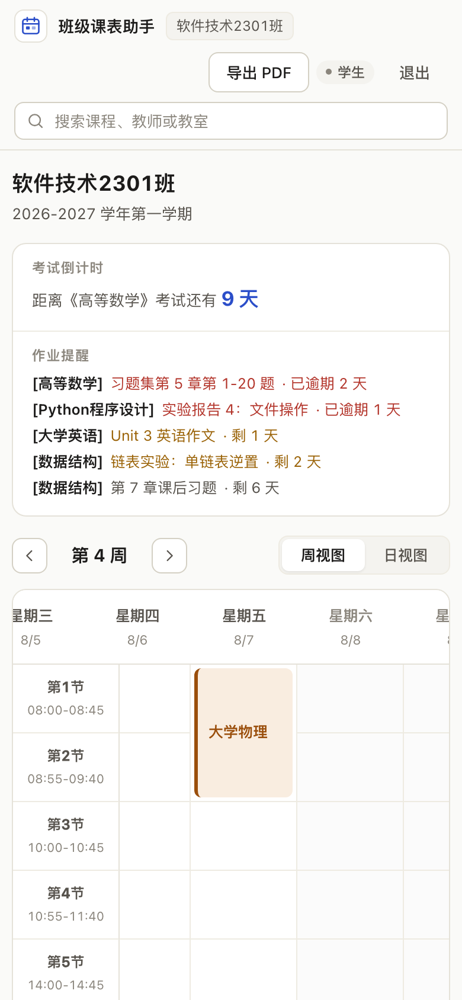 班级课表助手 软件技术2301班
导出 PDF 学生 退出
搜索课程、教师或教室
软件技术2301班
2026-2027 学年第一学期
考试倒计时
距离《高等数学》考试还有 9 天
作业提醒
[高等数学] 习题集第 5 章第 1-20 题 · 已逾期 2 天
[Python程序设计] 实验报告 4：文件操作 · 已逾期 1 天
[大学英语] Unit 3 英语作文 · 剩 1 天
[数据结构] 链表实验：单链表逆置 · 剩 2 天
[数据结构] 第 7 章课后习题 · 剩 6 天
第 4 周 周视图 日视图
星期三 星期四 星期五 星期六 星
8/5 8/6 8/7 8/8
第1节
08:00-08:45
大学物理
第2节
08:55-09:40
第3节
10:00-10:45
第4节
10:55-11:40
第5节
14:00-14:45